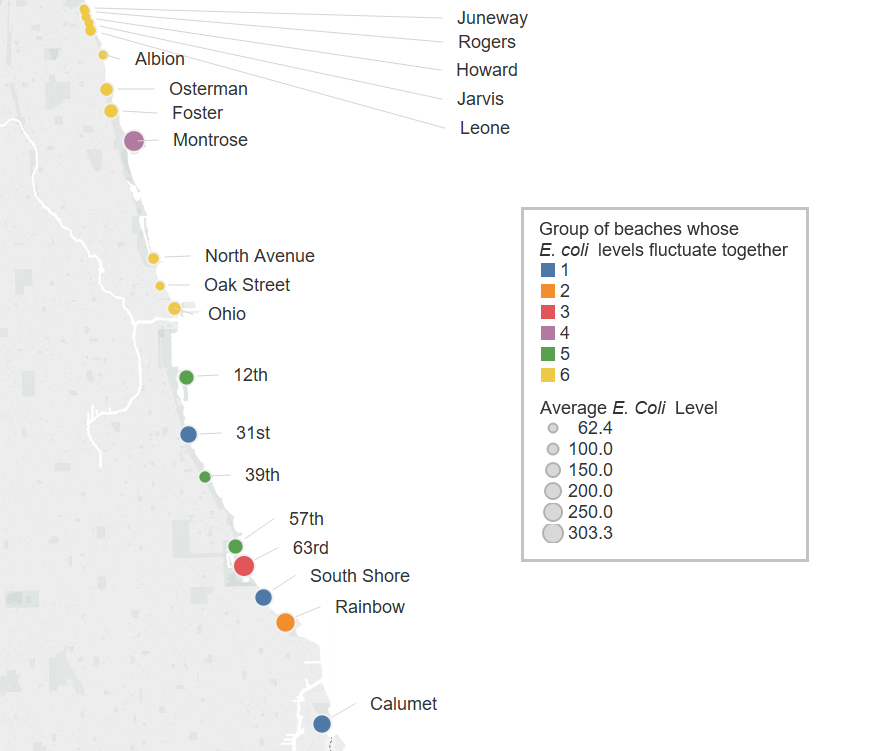 Juneway
Rogers
Howard
Jarvis
Leone
Albion
Osterman
Foster
Montrose
North Avenue
Oak Street
Ohio
12th
31st
39th
57th
63rd
South Shore
Rainbow
Calumet
Group of beaches whose
E. coli levels fluctuate together
1
2
3
4
5
6
Average E. Coli Level
62.4
100.0
150.0
200.0
250.0
303.3